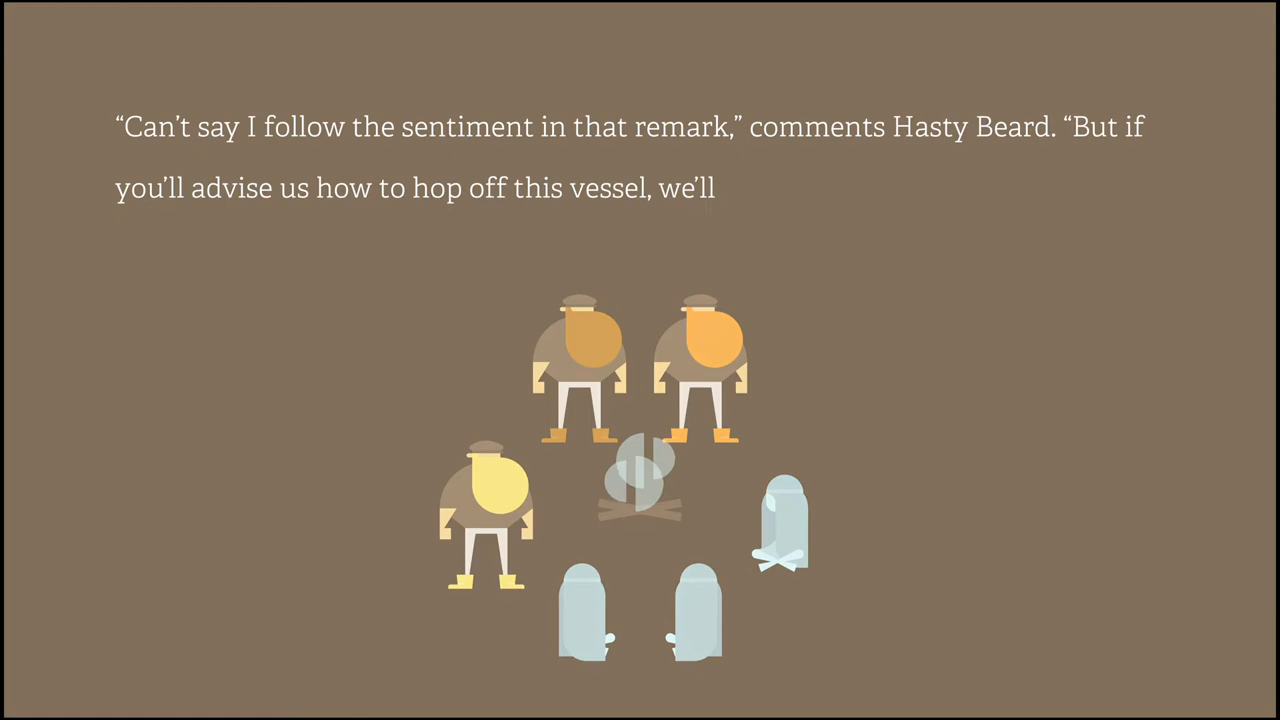 “Can’t say I follow the sentiment in that remark,” comments Hasty Beard. “But if
you’ll advise us how to hop off this vessel, we’ll